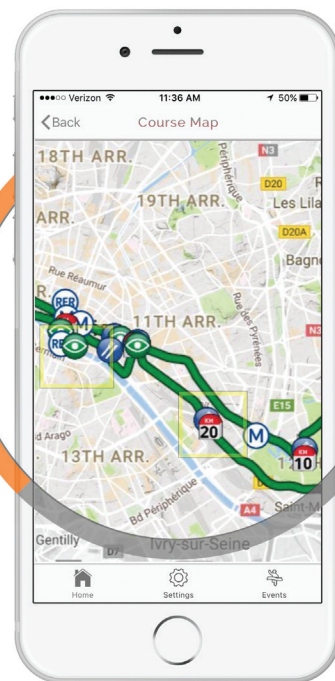 Verizon 11:36 AM 50%
Back Course Map
18TH ARR.
Périphérique
N3
19TH ARR.
D20
Les Lila
ARR.
D20A
Bagn
Rue Réaumur
RER
M
11TH ARR.
Rue des Pyrénées
N3
E15
d Arago
KM
20
M
KM
10
13TH ARR.
Bd Périphérique
A4
Saint-M
Gentilly
D7
Ivry-sur-Seine
Home Settings Events